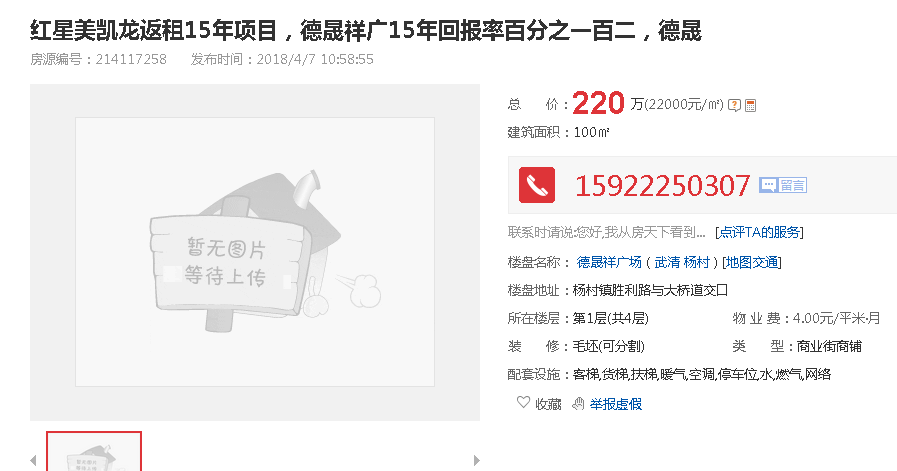 红星美凯龙返租15年项目，德晟祥广15年回报率百分之一百二，德晟
房源编号：214117258 发布时间：2018/4/7 10:58:55
总 价：220 万(22000元/㎡)
建筑面积：100㎡
15922250307 留言
联系时请说:您好,我从房天下看到... [点评TA的服务]
楼盘名称： 德晟祥广场 ( 武清 杨村 ) [地图交通]
楼盘地址：杨村镇胜利路与大桥道交口
所在楼层：第1层(共4层) 物 业 费：4.00元/平米·月
装 修：毛坯(可分割) 类 型：商业街商铺
配套设施：客梯,货梯,扶梯,暖气,空调,停车位,水,燃气,网络
收藏 举报虚假
暂无图片
等待上传
暂无图片
等待上传